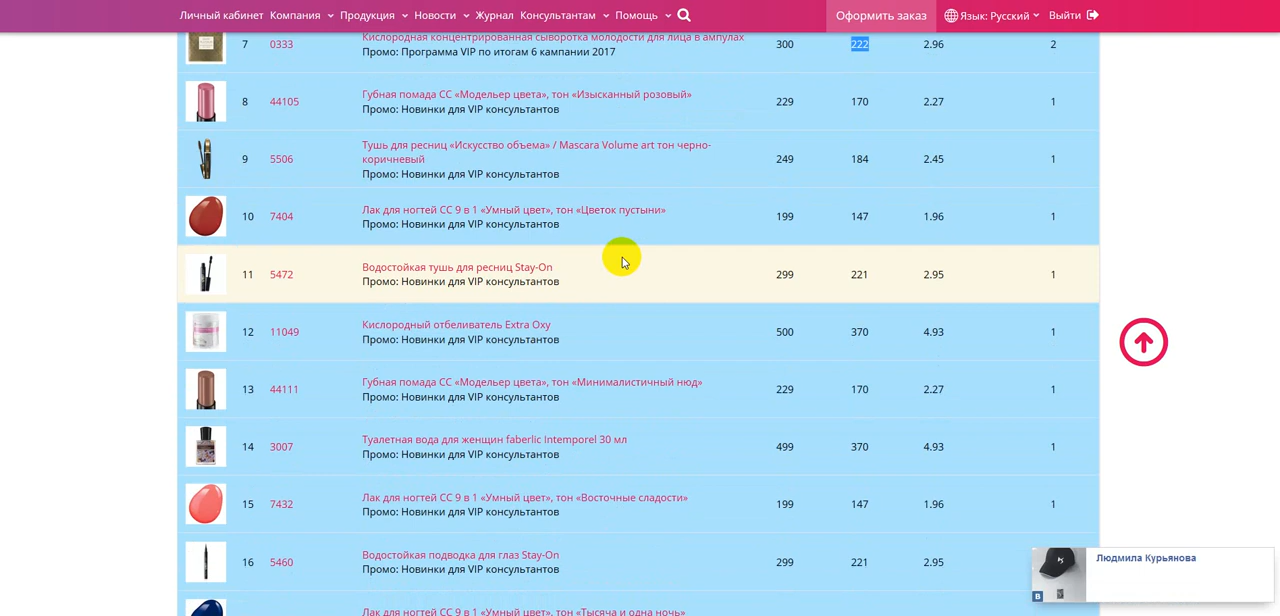 Личный кабинет Компания Продукция Новости Журнал Консультантам Помощь Оформить заказ Язык: Русский Выйти
7 0333 Кислородная концентрированная сыворотка молодости для лица в ампулах 300 222 2.96 2
Промо: Программа VIP по итогам 6 кампании 2017
8 44105 Губная помада СС «Модельер цвета», тон «Изысканный розовый» 229 170 2.27 1
Промо: Новинки для VIP консультантов
9 5506 Тушь для ресниц «Искусство объема» / Mascara Volume art тон черно-
коричневый 249 184 2.45 1
Промо: Новинки для VIP консультантов
10 7404 Лак для ногтей СС 9 в 1 «Умный цвет», тон «Цветок пустыни» 199 147 1.96 1
Промо: Новинки для VIP консультантов
11 5472 Водостойкая тушь для ресниц Stay-On 299 221 2.95 1
Промо: Новинки для VIP консультантов
12 11049 Кислородный отбеливатель Extra Oxy 500 370 4.93 1
Промо: Новинки для VIP консультантов
13 44111 Губная помада СС «Модельер цвета», тон «Минималистичный нюд» 229 170 2.27 1
Промо: Новинки для VIP консультантов
14 3007 Туалетная вода для женщин faberlic Intemporel 30 мл 499 370 4.93 1
Промо: Новинки для VIP консультантов
15 7432 Лак для ногтей СС 9 в 1 «Умный цвет», тон «Восточные сладости» 199 147 1.96 1
Промо: Новинки для VIP консультантов
16 5460 Водостойкая подводка для глаз Stay-On 299 221 2.95
Промо: Новинки для VIP консультантов
Людмила Курьянова
B
Лак для ногтей СС 9 в 1 «Умный цвет», тон «Тысяча и одна ночь»